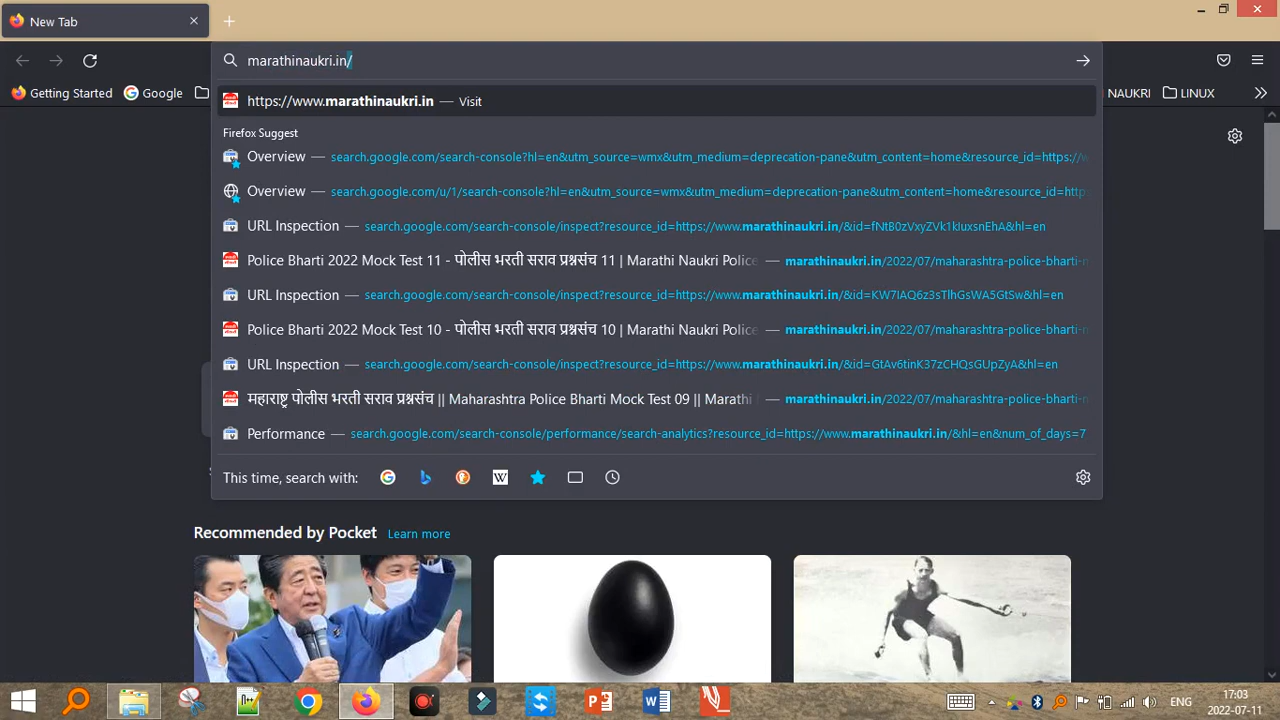 New Tab
marathinaukri.in/
Getting Started Google NAUKRI LINUX
https://www.marathinaukri.in — Visit
Firefox Suggest
Overview — search.google.com/search-console?hl=en&utm_source=wmx&utm_medium=deprecation-pane&utm_content=home&resource_id=https://w
Overview — search.google.com/u/1/search-console?hl=en&utm_source=wmx&utm_medium=deprecation-pane&utm_content=home&resource_id=http
URL Inspection — search.google.com/search-console/inspect?resource_id=https://www.marathinaukri.in/&id=fNtB0zVxyZVk1kIuxsnEhA&hl=en
Police Bharti 2022 Mock Test 11 - पोलीस भरती सराव प्रश्नसंच 11 | Marathi Naukri Police — marathinaukri.in/2022/07/maharashtra-police-bharti-m
URL Inspection — search.google.com/search-console/inspect?resource_id=https://www.marathinaukri.in/&id=KW7IAQ6z3sTlhGsWA5GtSw&hl=en
Police Bharti 2022 Mock Test 10 - पोलीस भरती सराव प्रश्नसंच 10 | Marathi Naukri Police — marathinaukri.in/2022/07/maharashtra-police-bharti-m
URL Inspection — search.google.com/search-console/inspect?resource_id=https://www.marathinaukri.in/&id=GtAv6tinK37zCHQsGUpZyA&hl=en
महाराष्ट्र पोलीस भरती सराव प्रश्नसंच || Maharashtra Police Bharti Mock Test 09 || Marathi — marathinaukri.in/2022/07/maharashtra-police-bharti-m
Performance — search.google.com/search-console/performance/search-analytics?resource_id=https://www.marathinaukri.in/&hl=en&num_of_days=7
This time, search with:
Recommended by Pocket Learn more
ENG
17:03
2022-07-11